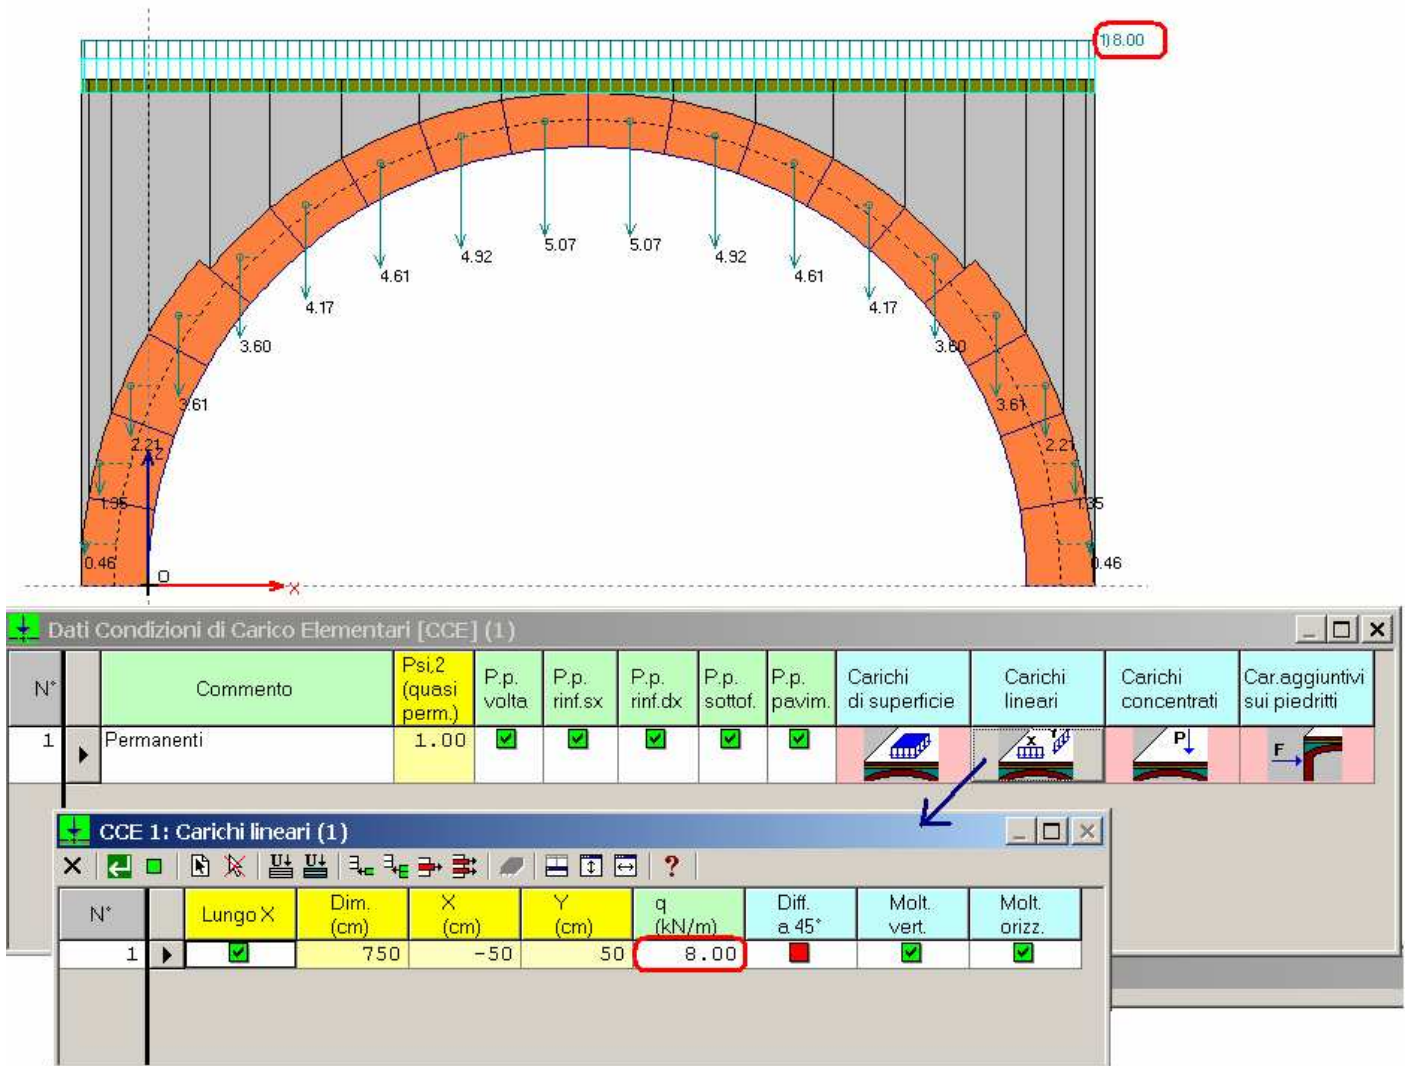 1) 8.00
5.07 5.07
4.92 4.92
4.61 4.61
4.17 4.17
3.60 3.60
3.61 3.61
2.21 2.21
Z
1.35 1.35
0.46 0.46
O
X
Dati Condizioni di Carico Elementari [CCE] (1)
N° Commento Psi,2 (quasi perm.) P.p. volta P.p. rinf.sx P.p. rinf.dx P.p. sottof. P.p. pavim. Carichi di superficie Carichi lineari Carichi concentrati Car.aggiuntivi sui piedritti
1 Permanenti 1.00 X Y P F
CCE 1: Carichi lineari (1)
U U ?
N° Lungo X Dim. (cm) X (cm) Y (cm) q (kN/m) Diff. a 45° Molt. vert. Molt. orizz.
1 750 -50 50 8.00